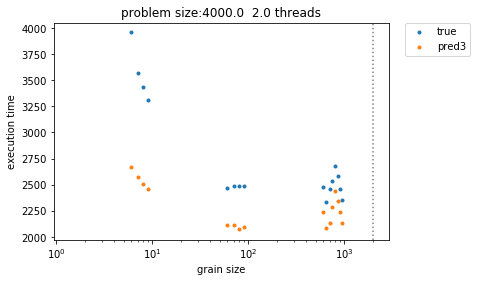 problem size:4000.0  2.0 threads
4000
3750
3500
3250
3000
2750
2500
2250
2000
execution time
10⁰
10¹
10²
10³
grain size
true
pred3